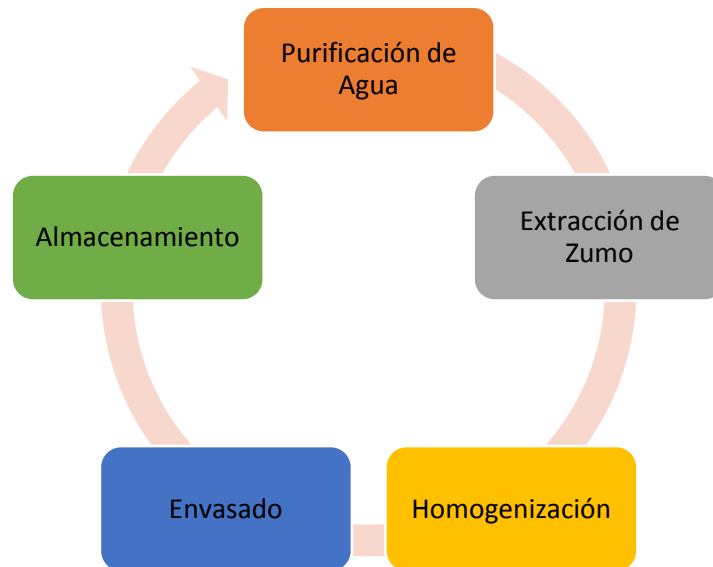 Purificación de
Agua
Extracción de
Zumo
Homogenización
Envasado
Almacenamiento